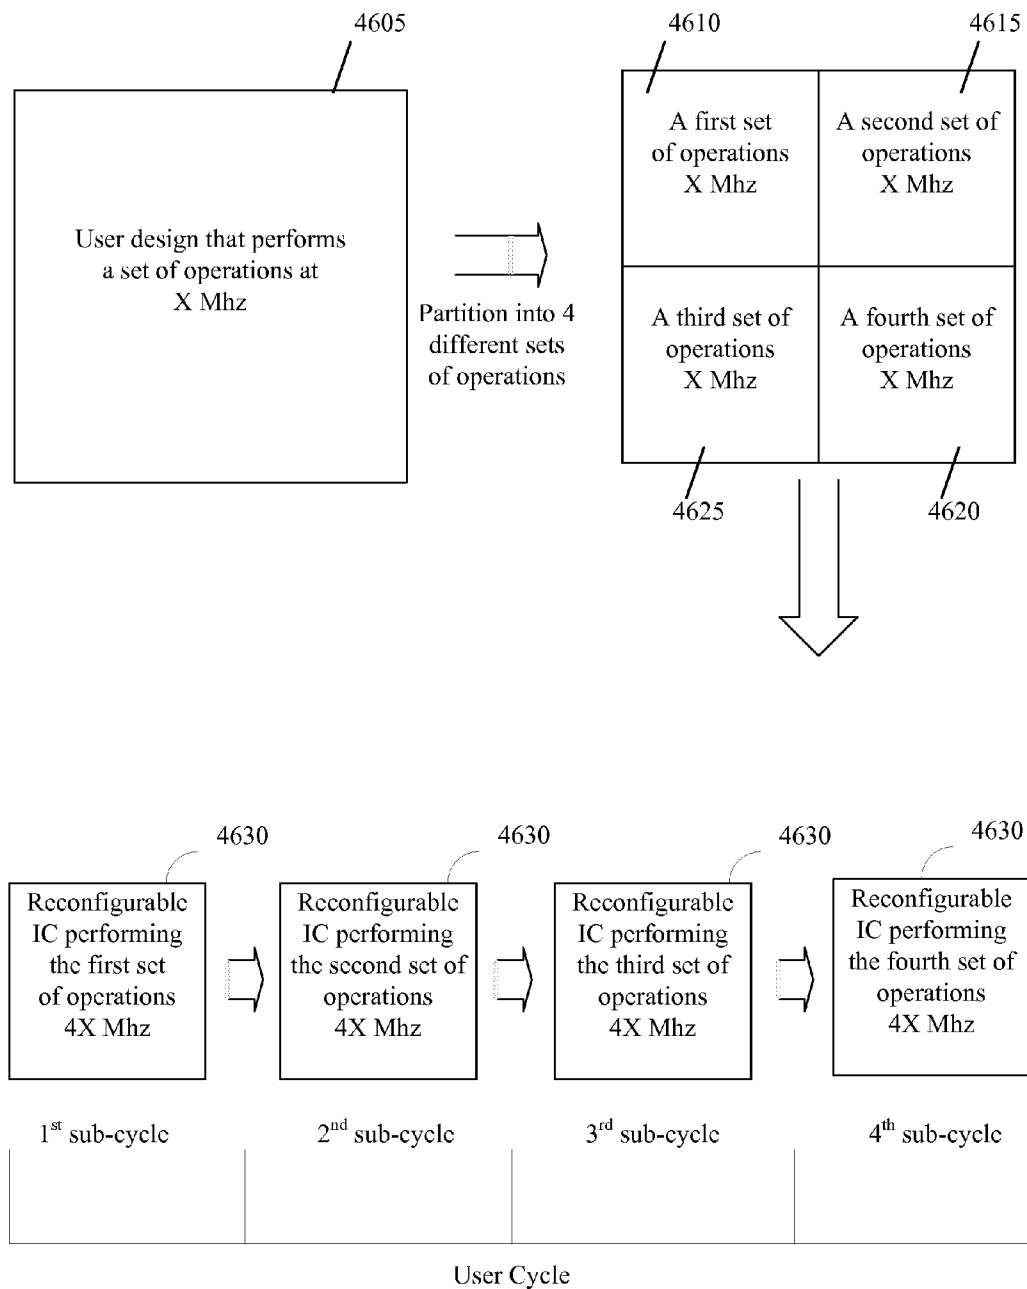 4605
4610
4615
User design that performs
a set of operations at
X Mhz
Partition into 4
different sets
of operations
A first set
of operations
X Mhz
A second set of
operations
X Mhz
A third set of
operations
X Mhz
A fourth set of
operations
X Mhz
4625
4620
4630
4630
4630
4630
Reconfigurable
IC performing
the first set
of operations
4X Mhz
Reconfigurable
IC performing
the second set of
operations
4X Mhz
Reconfigurable
IC performing
the third set of
operations
4X Mhz
Reconfigurable
IC performing
the fourth set of
operations
4X Mhz
1st sub-cycle
2nd sub-cycle
3rd sub-cycle
4th sub-cycle
User Cycle